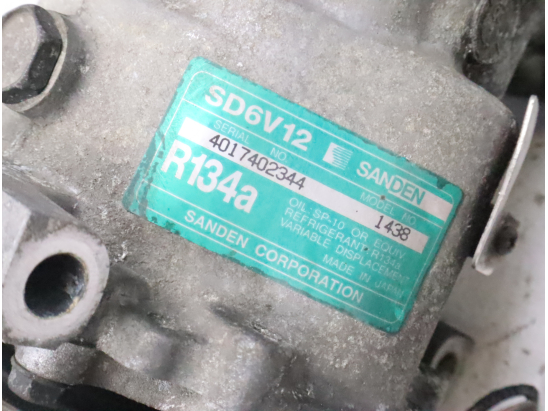 SD6V12 SANDEN
SERIAL NO. MODEL NO.
4017402344 1438
R134a
OIL:SP-10 OR EQUIV.
REFRIGERANT:R134a
VARIABLE DISPLACEMENT
MADE IN JAPAN
SANDEN CORPORATION